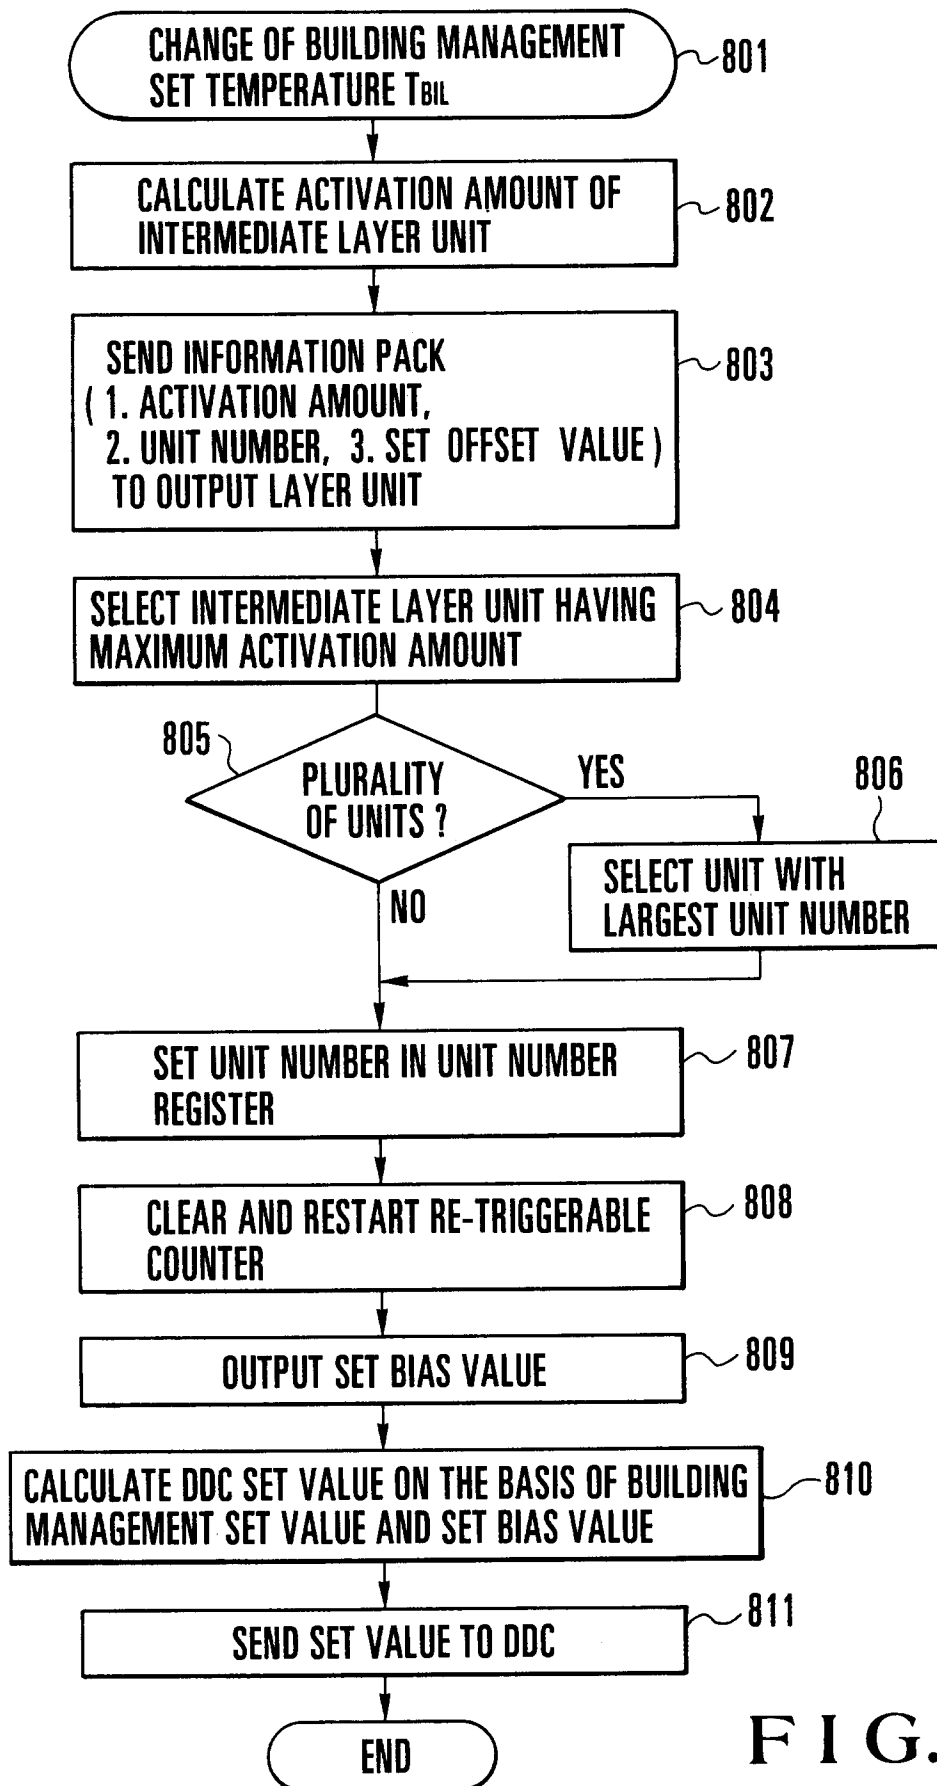 CHANGE OF BUILDING MANAGEMENT
SET TEMPERATURE TBIL
801
CALCULATE ACTIVATION AMOUNT OF
INTERMEDIATE LAYER UNIT
802
SEND INFORMATION PACK
( 1. ACTIVATION AMOUNT,
2. UNIT NUMBER, 3. SET OFFSET VALUE )
TO OUTPUT LAYER UNIT
803
SELECT INTERMEDIATE LAYER UNIT HAVING
MAXIMUM ACTIVATION AMOUNT
804
805
PLURALITY
OF UNITS ?
YES
NO
806
SELECT UNIT WITH
LARGEST UNIT NUMBER
SET UNIT NUMBER IN UNIT NUMBER
REGISTER
807
CLEAR AND RESTART RE-TRIGGERABLE
COUNTER
808
OUTPUT SET BIAS VALUE
809
CALCULATE DDC SET VALUE ON THE BASIS OF BUILDING
MANAGEMENT SET VALUE AND SET BIAS VALUE
810
SEND SET VALUE TO DDC
811
END
FIG.